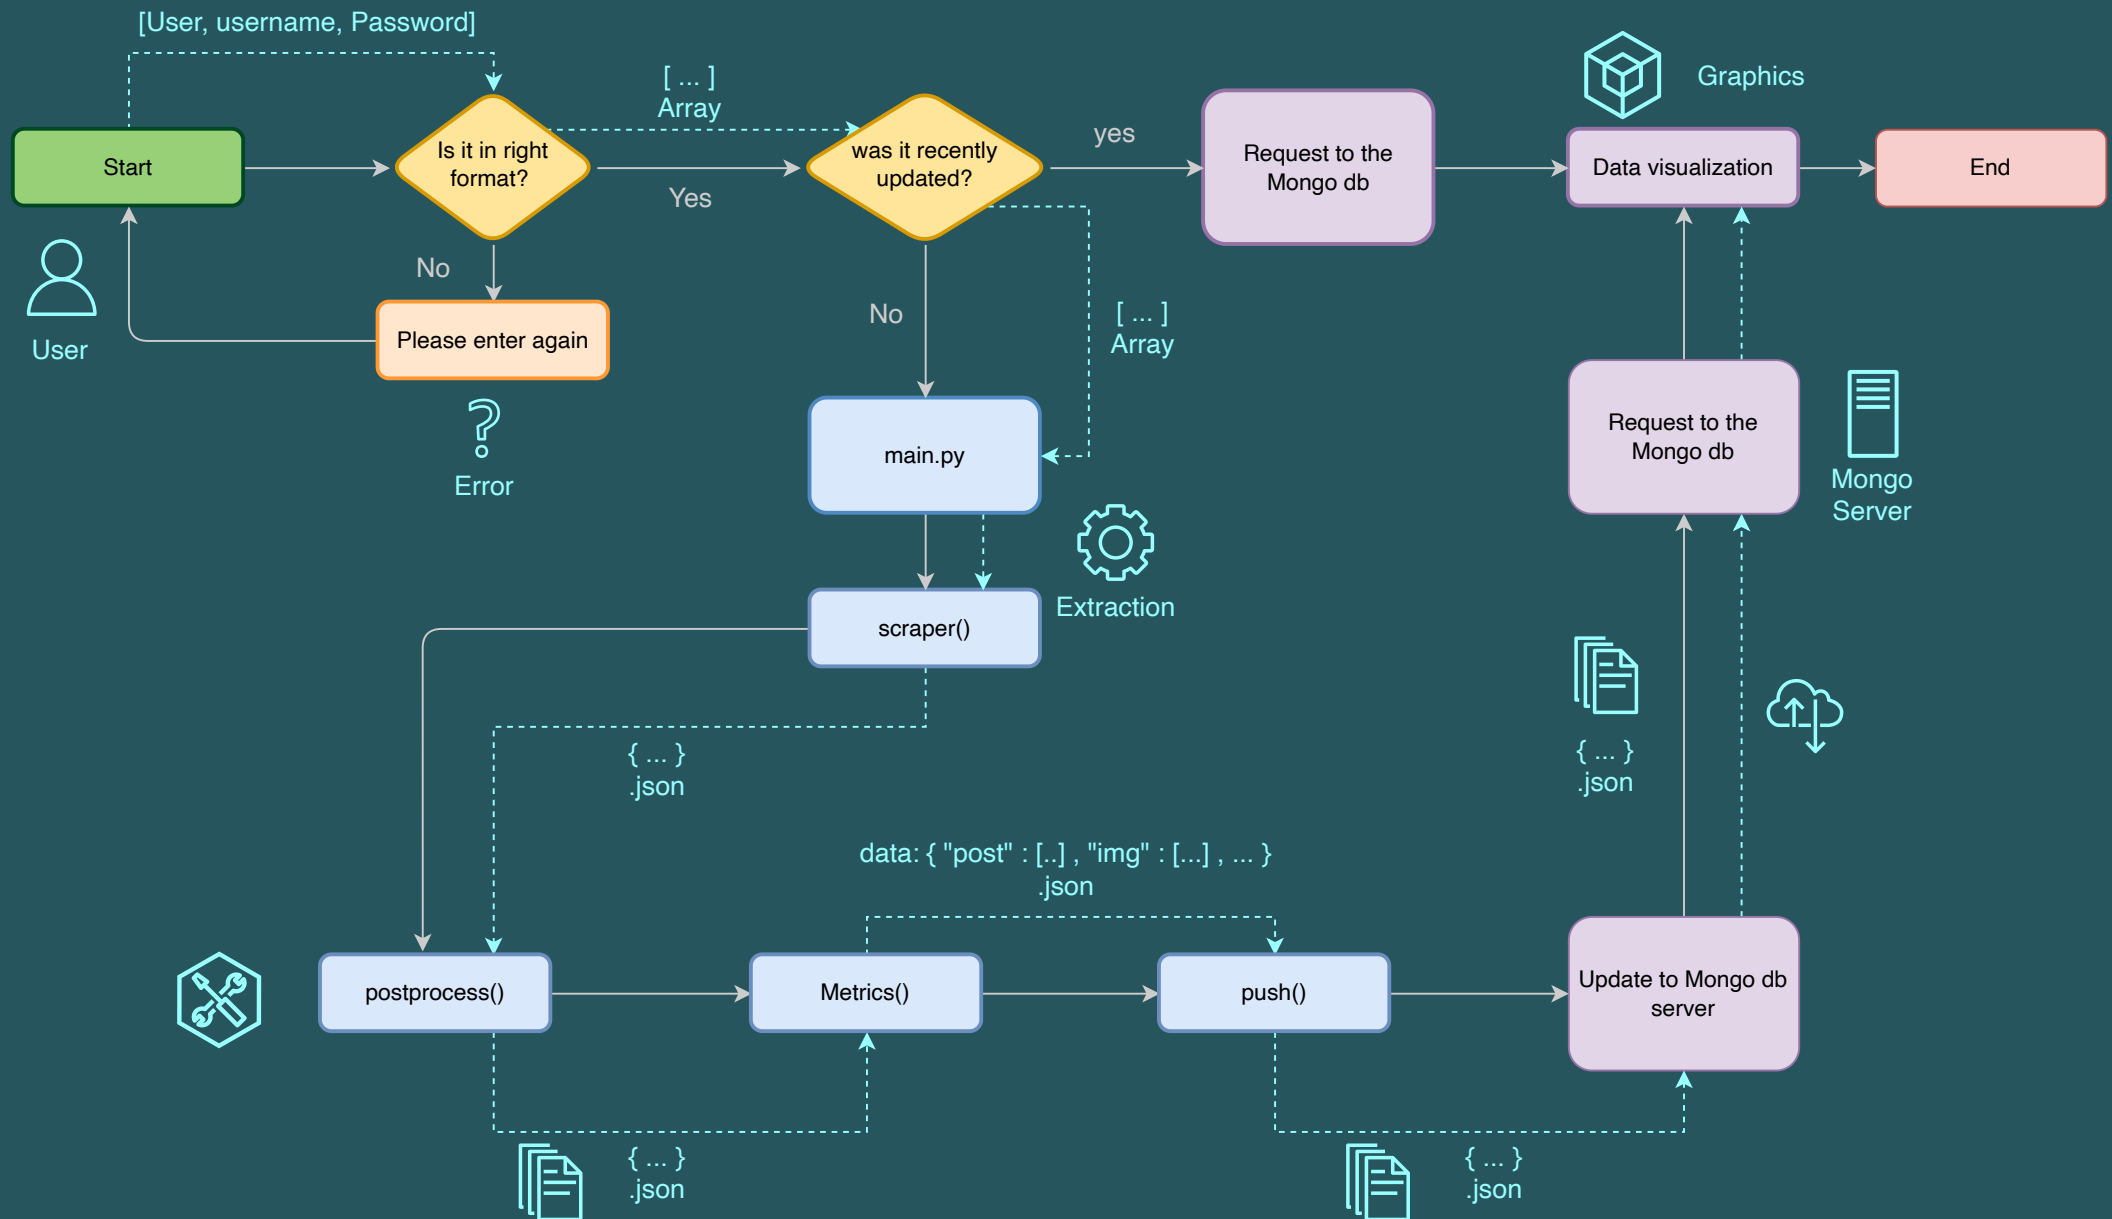 [User, username, Password]
[ ... ]
Array
Graphics
Start
Is it in right
format?
Yes
was it recently
updated?
yes
Request to the
Mongo db
Data visualization
End
No
User
Please enter again
Error
No
[ ... ]
Array
main.py
Request to the
Mongo db
Mongo
Server
Extraction
scraper()
{ ... }
.json
{ ... }
.json
data: { "post" : [..] , "img" : [...] , ... }
.json
postprocess()
Metrics()
push()
Update to Mongo db
server
{ ... }
.json
{ ... }
.json